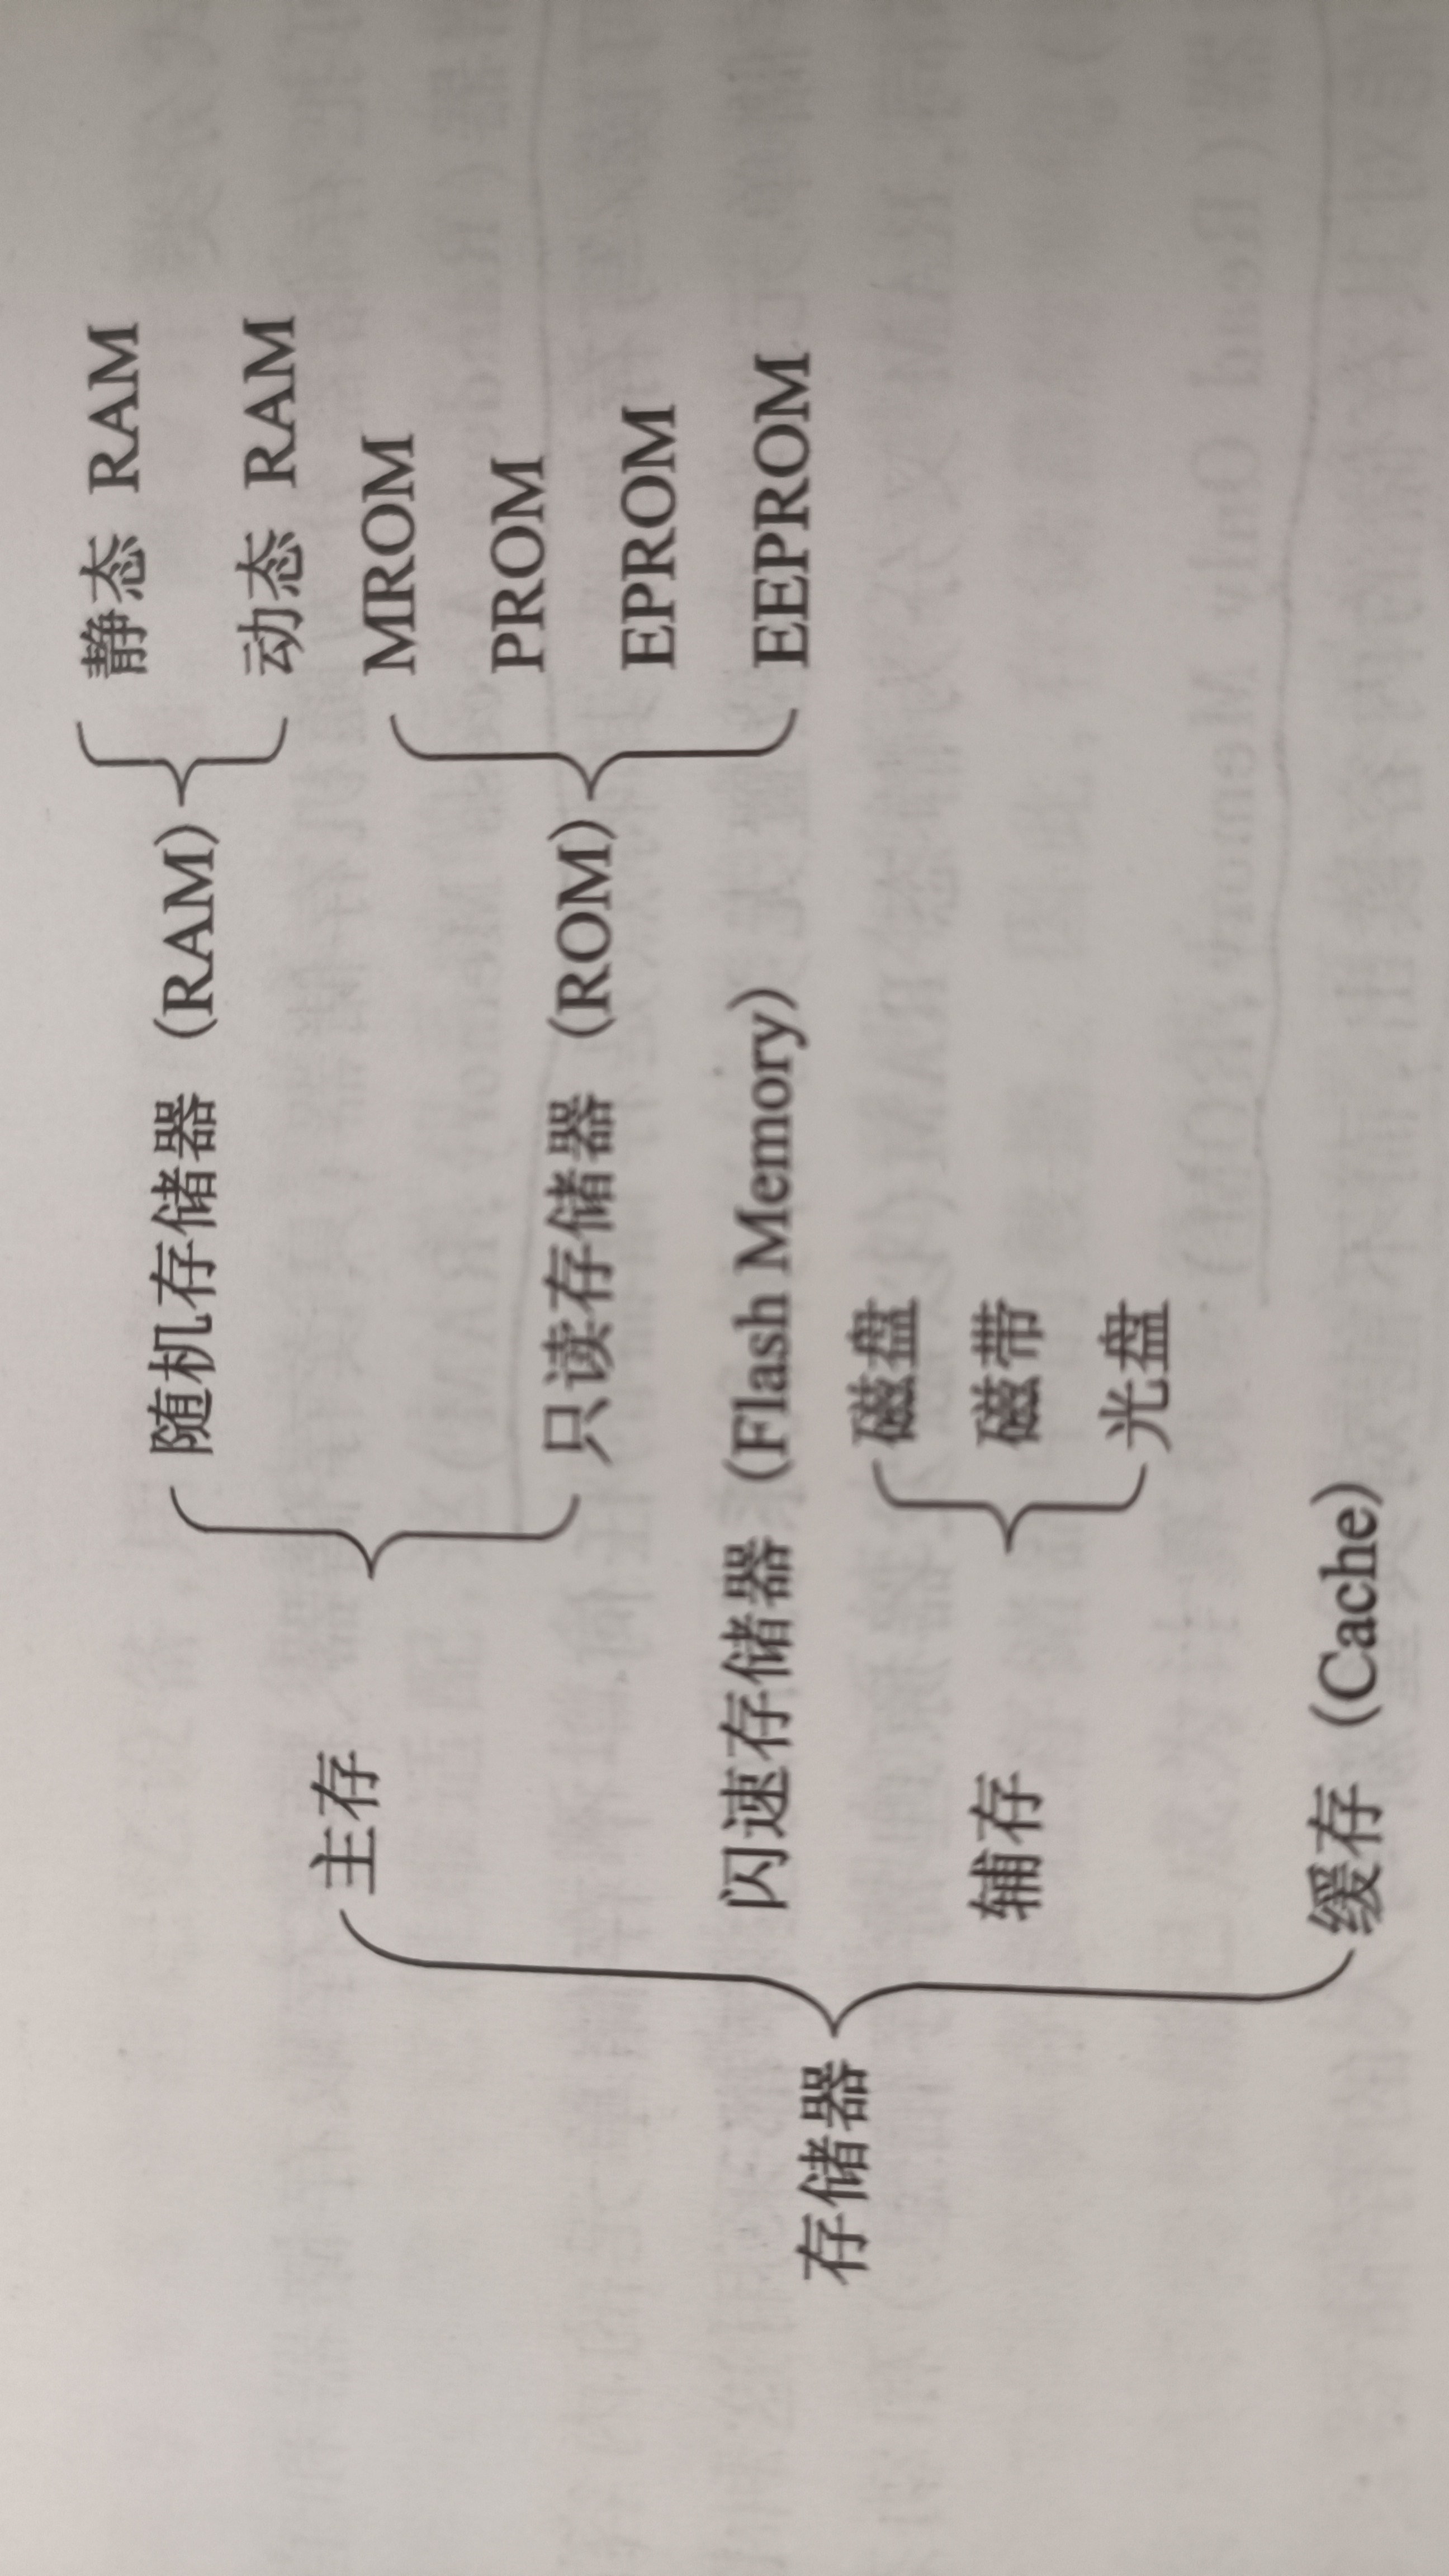 静态 RAM
随机存储器 (RAM)
动态 RAM
主存
MROM
PROM
只读存储器 (ROM)
EPROM
闪速存储器 (Flash Memory)
EEPROM
存储器
磁盘
辅存
磁带
光盘
缓存 (Cache)